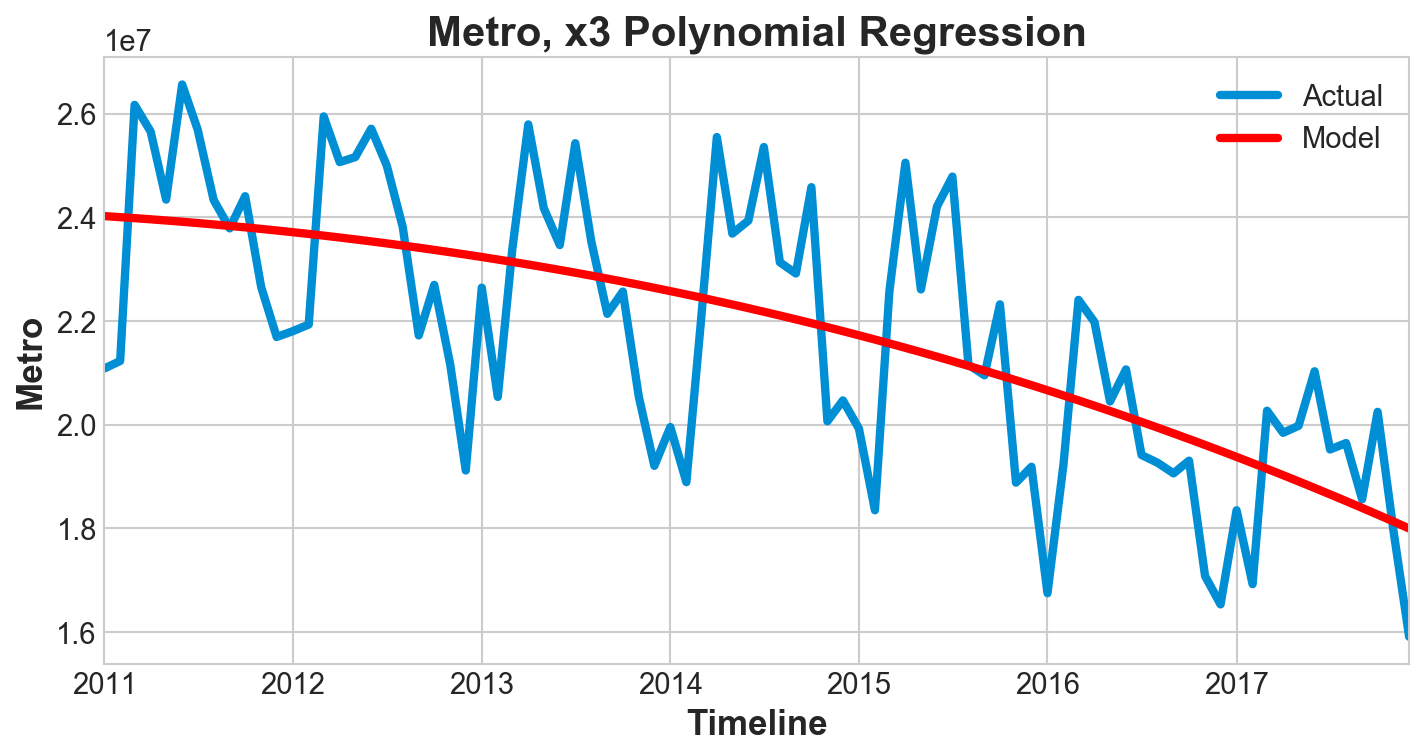 Metro, x3 Polynomial Regression
1e7
Actual
Model
2.6
2.4
2.2
2.0
1.8
1.6
Metro
2011 2012 2013 2014 2015 2016 2017
Timeline